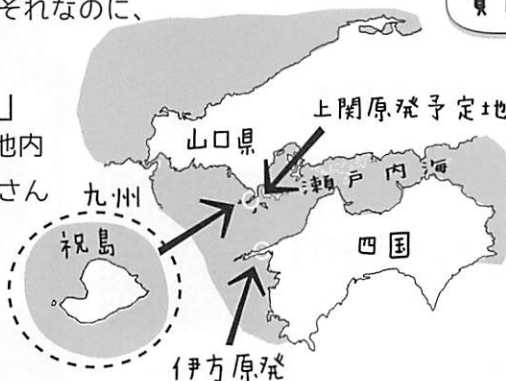 それなのに、
」
也内
さん
上関原発予定地
山口県
瀬戸内海
九州
祝島
四国
伊方原発